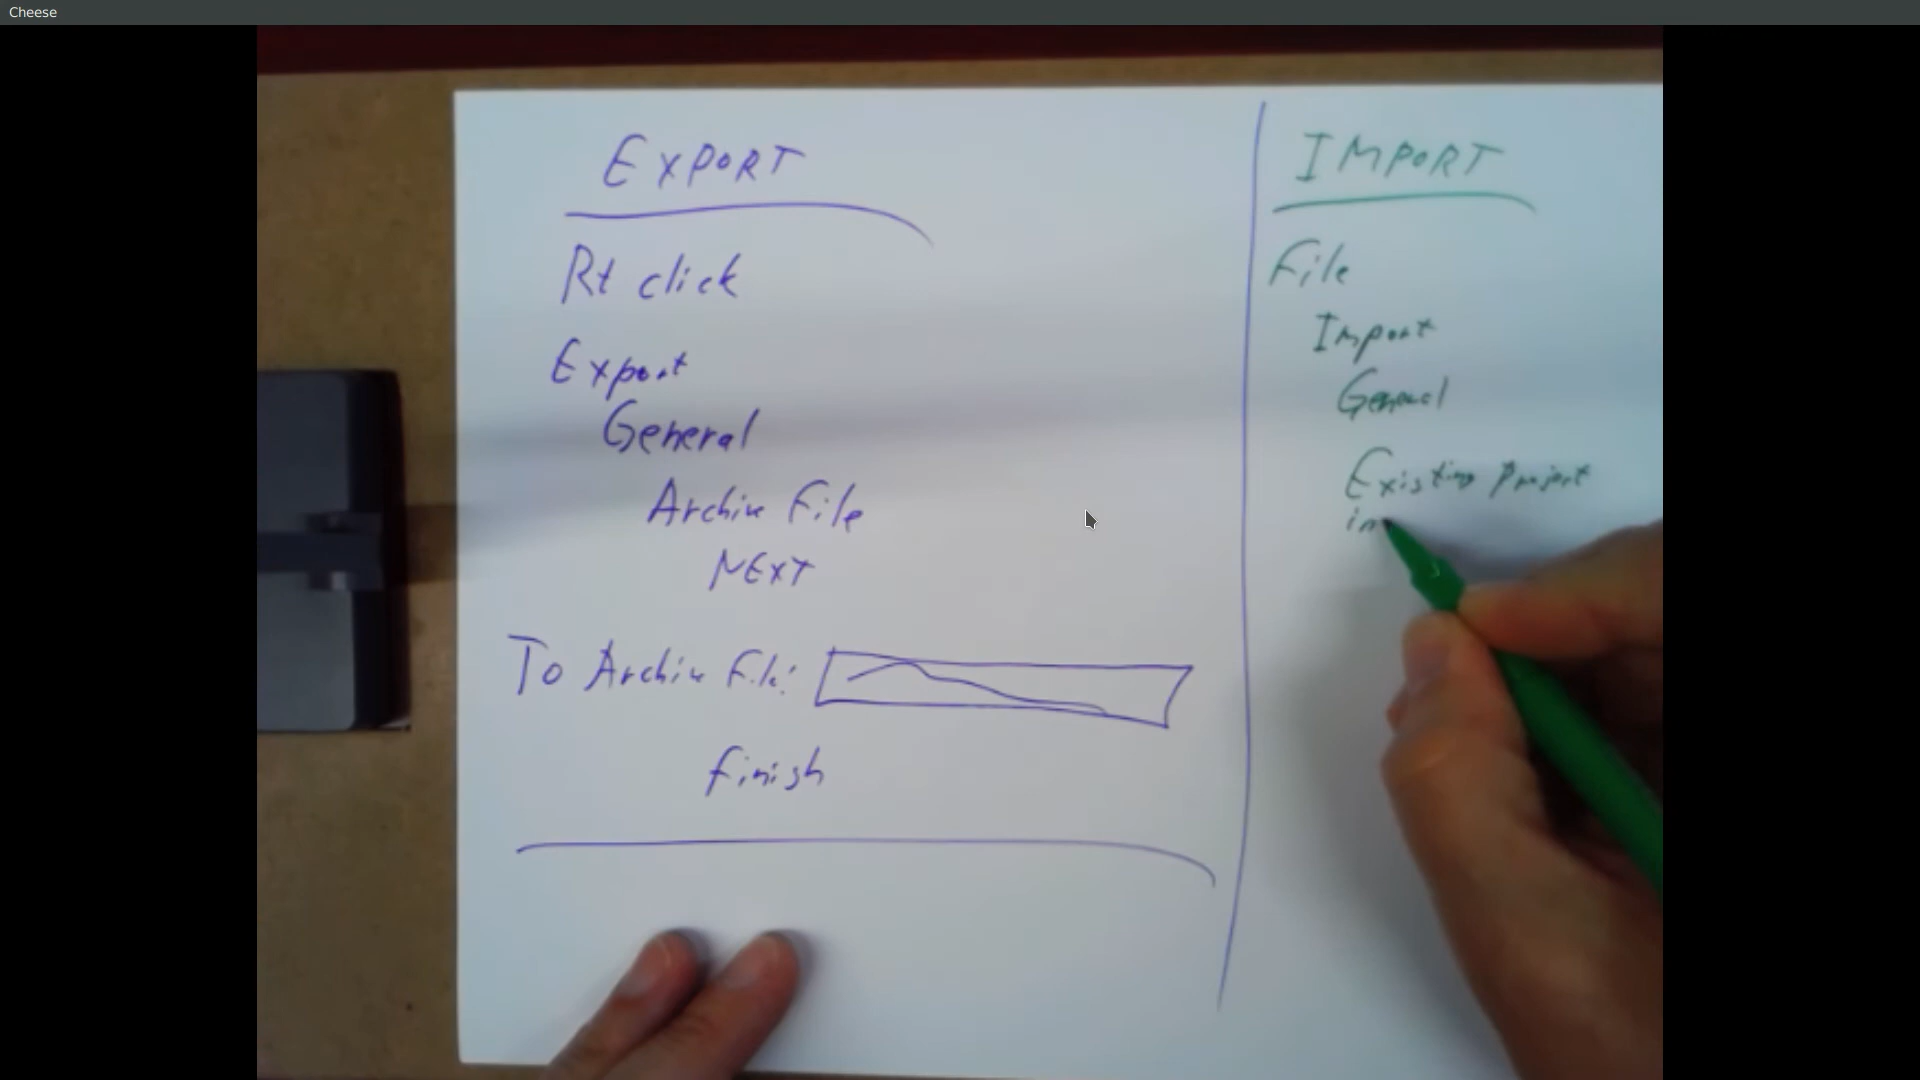 Cheese
EXPORT
Rt click
Export
General
Archive File
NEXT
To Archive File:
Finish
IMPORT
File
Import
General
Existing Project
in